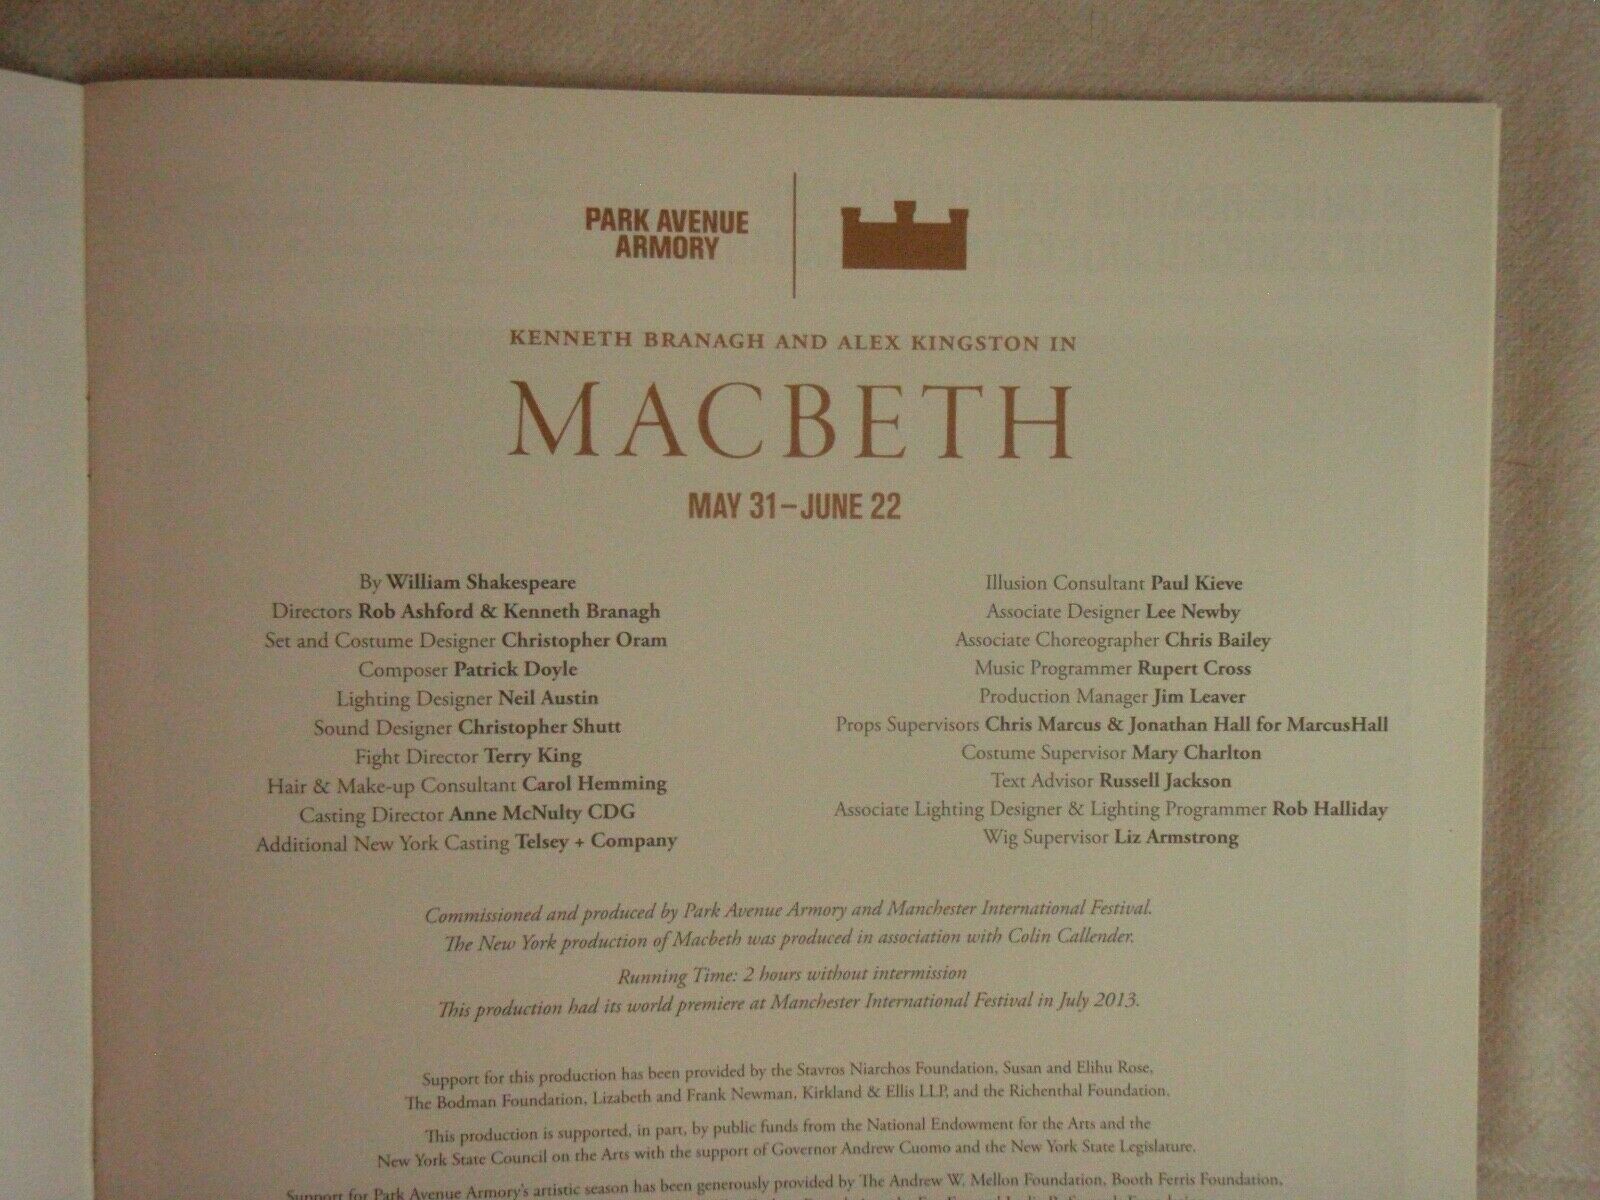 PARK AVENUE
ARMORY
KENNETH BRANAGH AND ALEX KINGSTON IN
MACBETH
MAY 31–JUNE 22
By William Shakespeare
Directors Rob Ashford & Kenneth Branagh
Set and Costume Designer Christopher Oram
Composer Patrick Doyle
Lighting Designer Neil Austin
Sound Designer Christopher Shutt
Fight Director Terry King
Hair & Make-up Consultant Carol Hemming
Casting Director Anne McNulty CDG
Additional New York Casting Telsey + Company
Illusion Consultant Paul Kieve
Associate Designer Lee Newby
Associate Choreographer Chris Bailey
Music Programmer Rupert Cross
Production Manager Jim Leaver
Props Supervisors Chris Marcus & Jonathan Hall for MarcusHall
Costume Supervisor Mary Charlton
Text Advisor Russell Jackson
Associate Lighting Designer & Lighting Programmer Rob Halliday
Wig Supervisor Liz Armstrong
Commissioned and produced by Park Avenue Armory and Manchester International Festival.
The New York production of Macbeth was produced in association with Colin Callender.
Running Time: 2 hours without intermission
This production had its world premiere at Manchester International Festival in July 2013.
Support for this production has been provided by the Stavros Niarchos Foundation, Susan and Elihu Rose,
The Bodman Foundation, Lizabeth and Frank Newman, Kirkland & Ellis LLP, and the Richenthal Foundation.
This production is supported, in part, by public funds from the National Endowment for the Arts and the
New York State Council on the Arts with the support of Governor Andrew Cuomo and the New York State Legislature.
Support for Park Avenue Armory's artistic season has been generously provided by The Andrew W. Mellon Foundation, Booth Ferris Foundation,